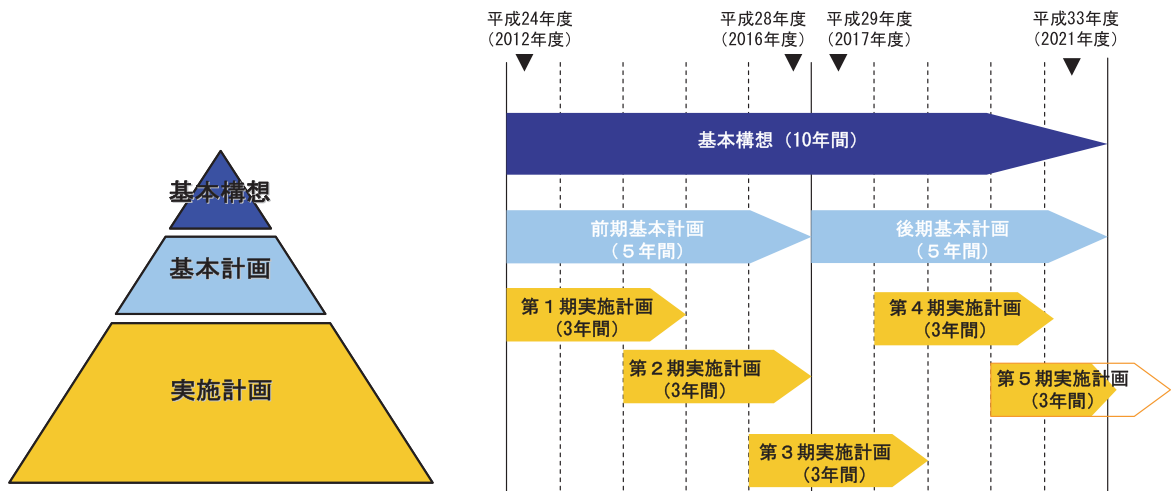 平成24年度
(2012年度)
平成28年度
(2016年度)
平成29年度
(2017年度)
平成33年度
(2021年度)
基本構想
基本計画
実施計画
基本構想（10年間）
前期基本計画
（５年間）
後期基本計画
（５年間）
第１期実施計画
(3年間)
第２期実施計画
(3年間)
第３期実施計画
(3年間)
第４期実施計画
(3年間)
第５期実施計画
(3年間)